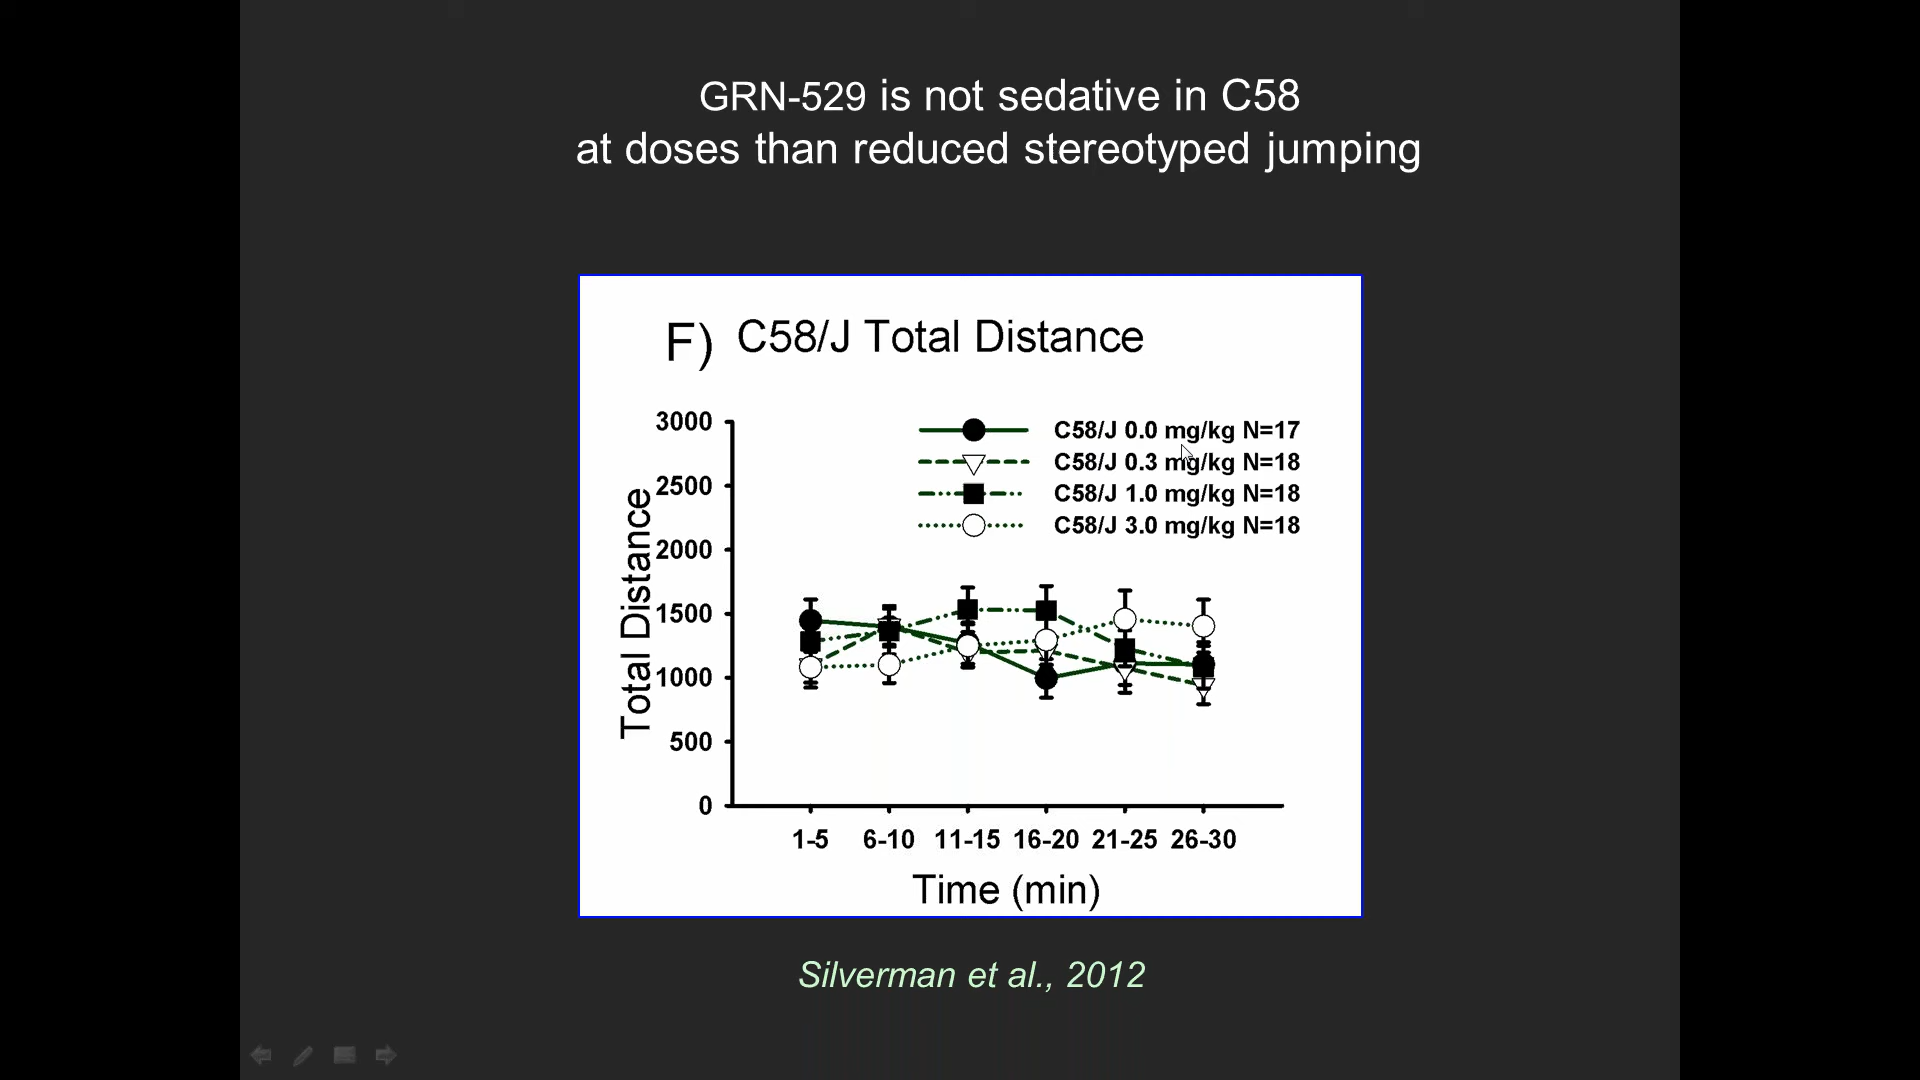 GRN-529 is not sedative in C58
at doses than reduced stereotyped jumping
F) C58/J Total Distance
3000
2500
2000
1500
1000
500
0
Total Distance
C58/J 0.0 mg/kg N=17
C58/J 0.3 mg/kg N=18
C58/J 1.0 mg/kg N=18
C58/J 3.0 mg/kg N=18
1-5 6-10 11-15 16-20 21-25 26-30
Time (min)
Silverman et al., 2012